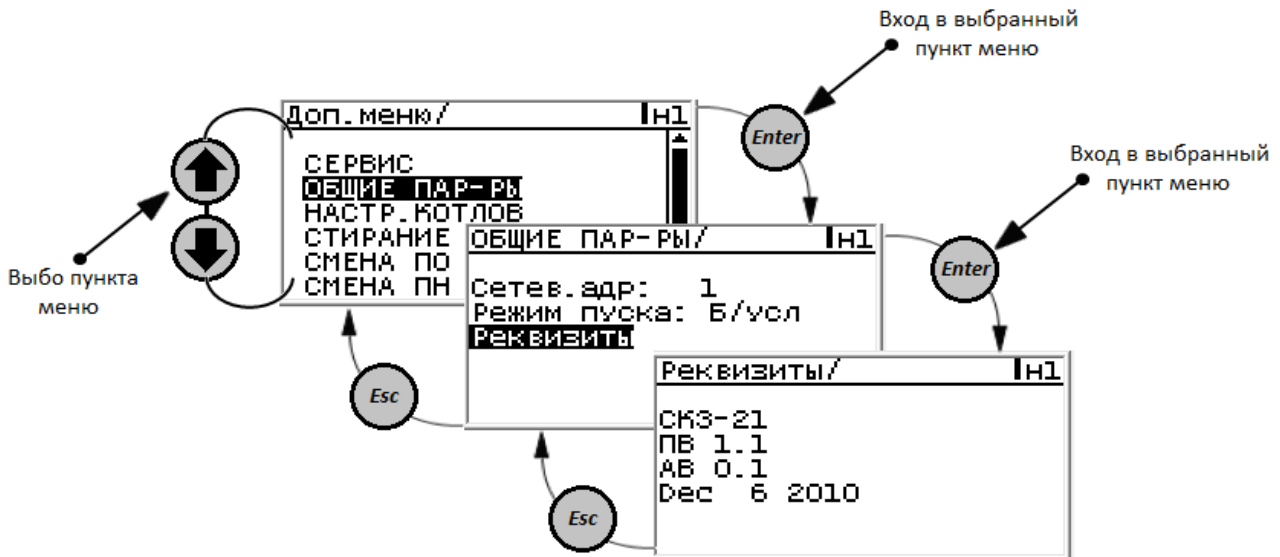 Вход в выбранный
пункт меню
Доп.меню/ н1
СЕРВИС
ОБЩИЕ ПАР-РЫ
НАСТР.КОТЛОВ
СТИРАНИЕ
СМЕНА ПО
СМЕНА ПН
Enter
Вход в выбранный
пункт меню
Выбо пункта
меню
ОБЩИЕ ПАР-РЫ/ н1
Сетев.адр: 1
Режим пуска: Б/усл
Реквизиты
Enter
Esc
Реквизиты/ н1
СКЗ-21
ПВ 1.1
АВ 0.1
Dec 6 2010
Esc